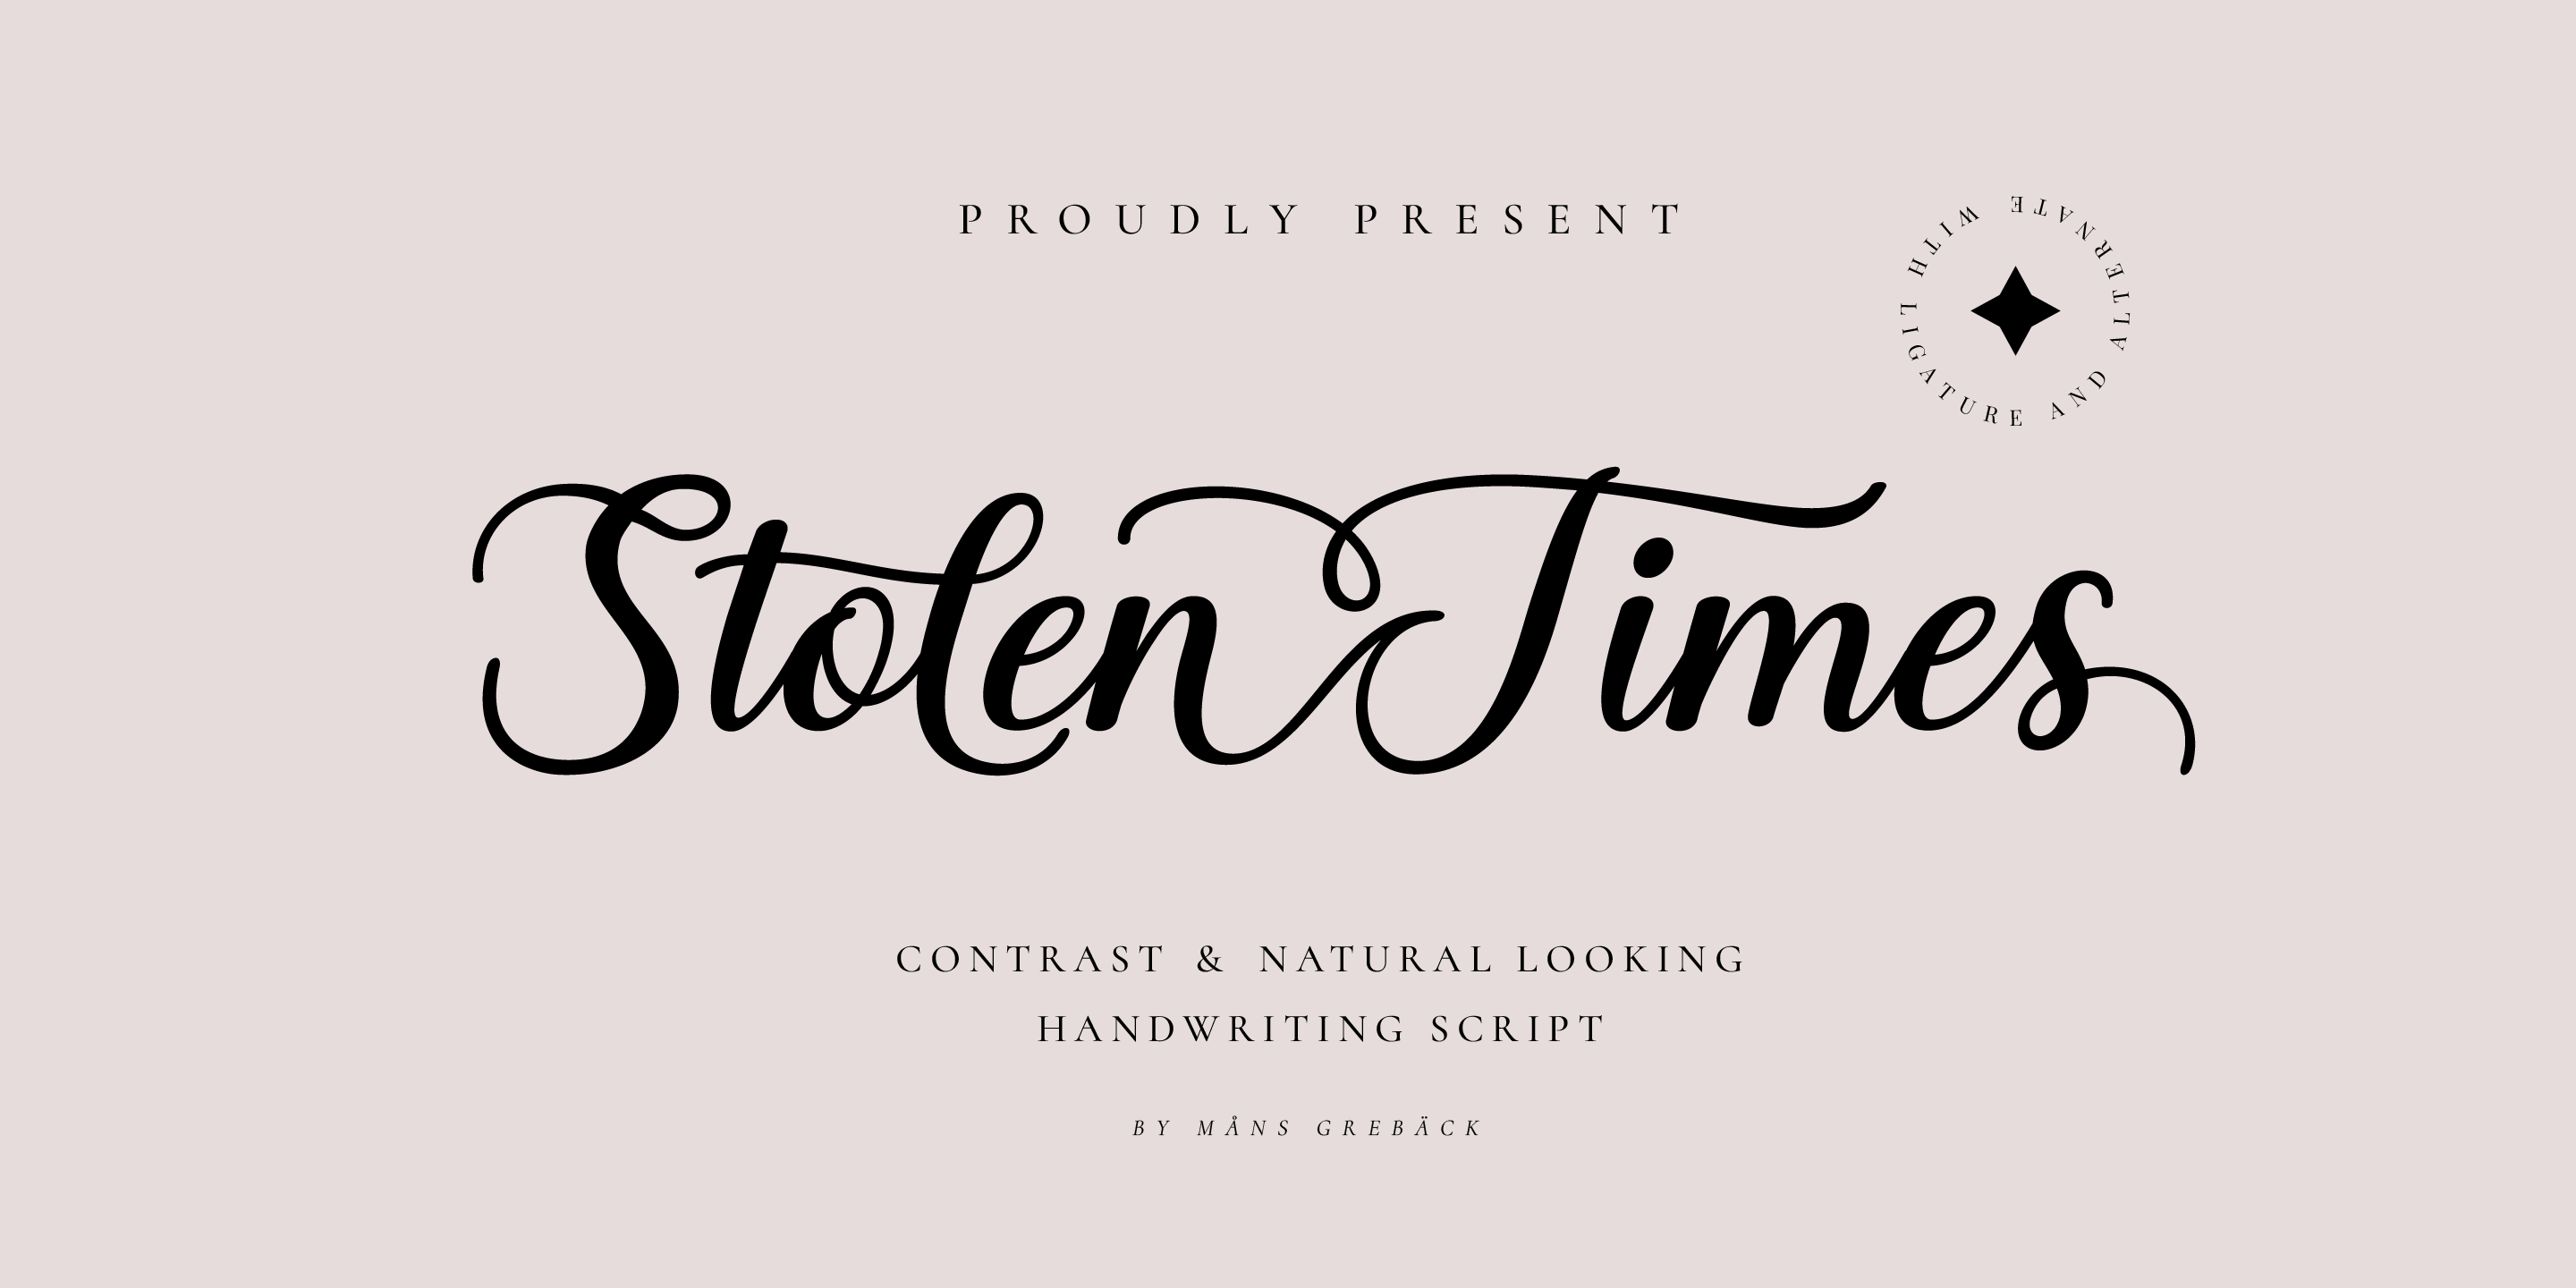 PROUDLY PRESENT
WITH LIGATURE AND ALTERNATE
Stolen Times
CONTRAST & NATURAL LOOKING
HANDWRITING SCRIPT
BY MÅNS GREBÄCK